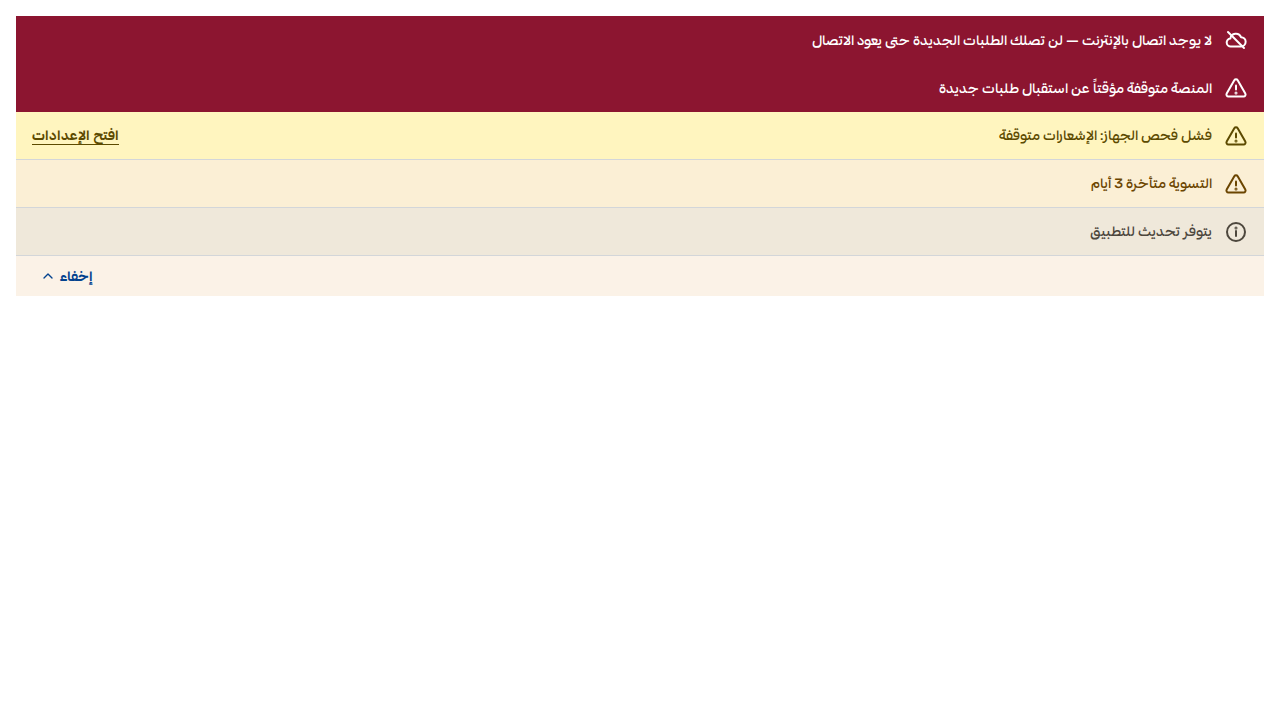 لا يوجد اتصال بالإنترنت — لن تصلك الطلبات الجديدة حتى يعود الاتصال
المنصة متوقفة مؤقتاً عن استقبال طلبات جديدة
فشل فحص الجهاز: الإشعارات متوقفة
افتح الإعدادات
التسوية متأخرة 3 أيام
يتوفر تحديث للتطبيق
إخفاء